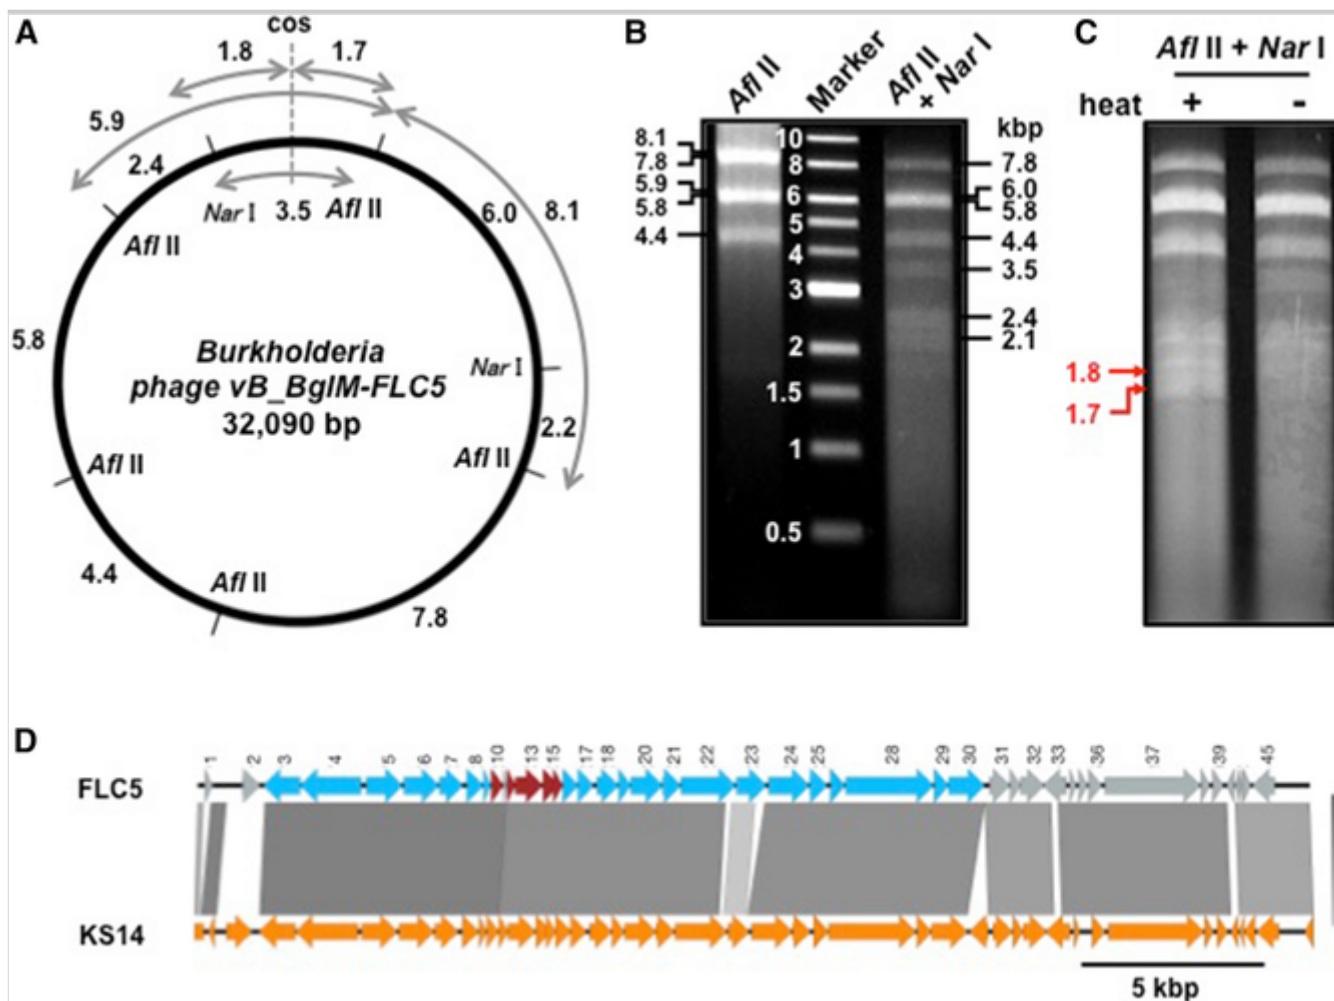 A
cos
1.8
1.7
5.9
2.4
Nar I
3.5
Afl II
6.0
8.1
Afl II
5.8
Burkholderia
phage vB_BglM-FLC5
32,090 bp
Nar I
2.2
Afl II
Afl II
4.4
Afl II
7.8
B
Afl II
Marker
Afl II
+ Nar I
kbp
8.1
7.8
5.9
5.8
4.4
10
8
6
5
4
3
2
1.5
1
0.5
7.8
6.0
5.8
4.4
3.5
2.4
2.1
C
Afl II + Nar I
heat + -
1.8
1.7
D
1 2 3 4 5 6 7 8 10 13 15 17 18 20 21 22 23 24 25 28 29 30 31 32 33 36 37 39 45
FLC5
KS14
5 kbp